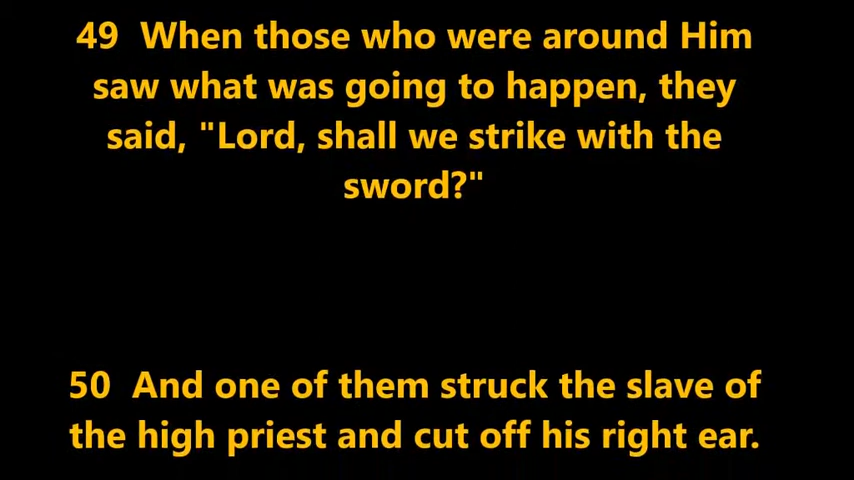 49 When those who were around Him
saw what was going to happen, they
said, "Lord, shall we strike with the
sword?"
50 And one of them struck the slave of
the high priest and cut off his right ear.